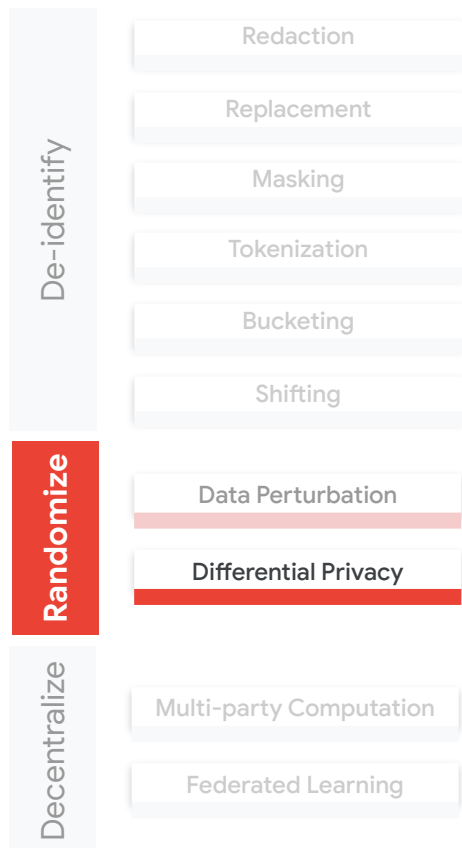 De-identify
Redaction
Replacement
Masking
Tokenization
Bucketing
Shifting
Randomize
Data Perturbation
Differential Privacy
Decentralize
Multi-party Computation
Federated Learning